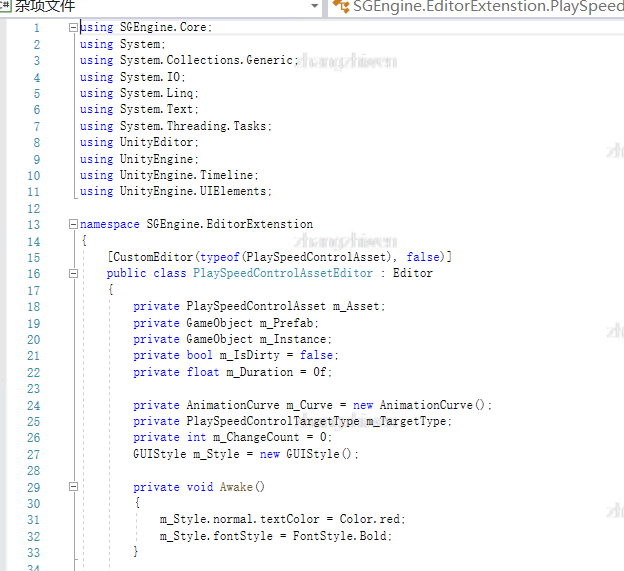 杂项文件
SGEngine.EditorExtenstion.PlaySpeed
1 using SGEngine.Core;
2 using System;
3 using System.Collections.Generic;
4 using System.IO;
5 using System.Linq;
6 using System.Text;
7 using System.Threading.Tasks;
8 using UnityEditor;
9 using UnityEngine;
10 using UnityEngine.Timeline;
11 using UnityEngine.UIElements;
12
13 namespace SGEngine.EditorExtenstion
14 {
15 [CustomEditor(typeof(PlaySpeedControlAsset), false)]
16 public class PlaySpeedControlAssetEditor : Editor
17 {
18 private PlaySpeedControlAsset m_Asset;
19 private GameObject m_Prefab;
20 private GameObject m_Instance;
21 private bool m_IsDirty = false;
22 private float m_Duration = 0f;
23
24 private AnimationCurve m_Curve = new AnimationCurve();
25 private PlaySpeedControlTargetType m_TargetType;
26 private int m_ChangeCount = 0;
27 GUIStyle m_Style = new GUIStyle();
28
29 private void Awake()
30 {
31 m_Style.normal.textColor = Color.red;
32 m_Style.fontStyle = FontStyle.Bold;
33 }
34
zhangzhiwen
zhangzhiwen
zhangzhiwen